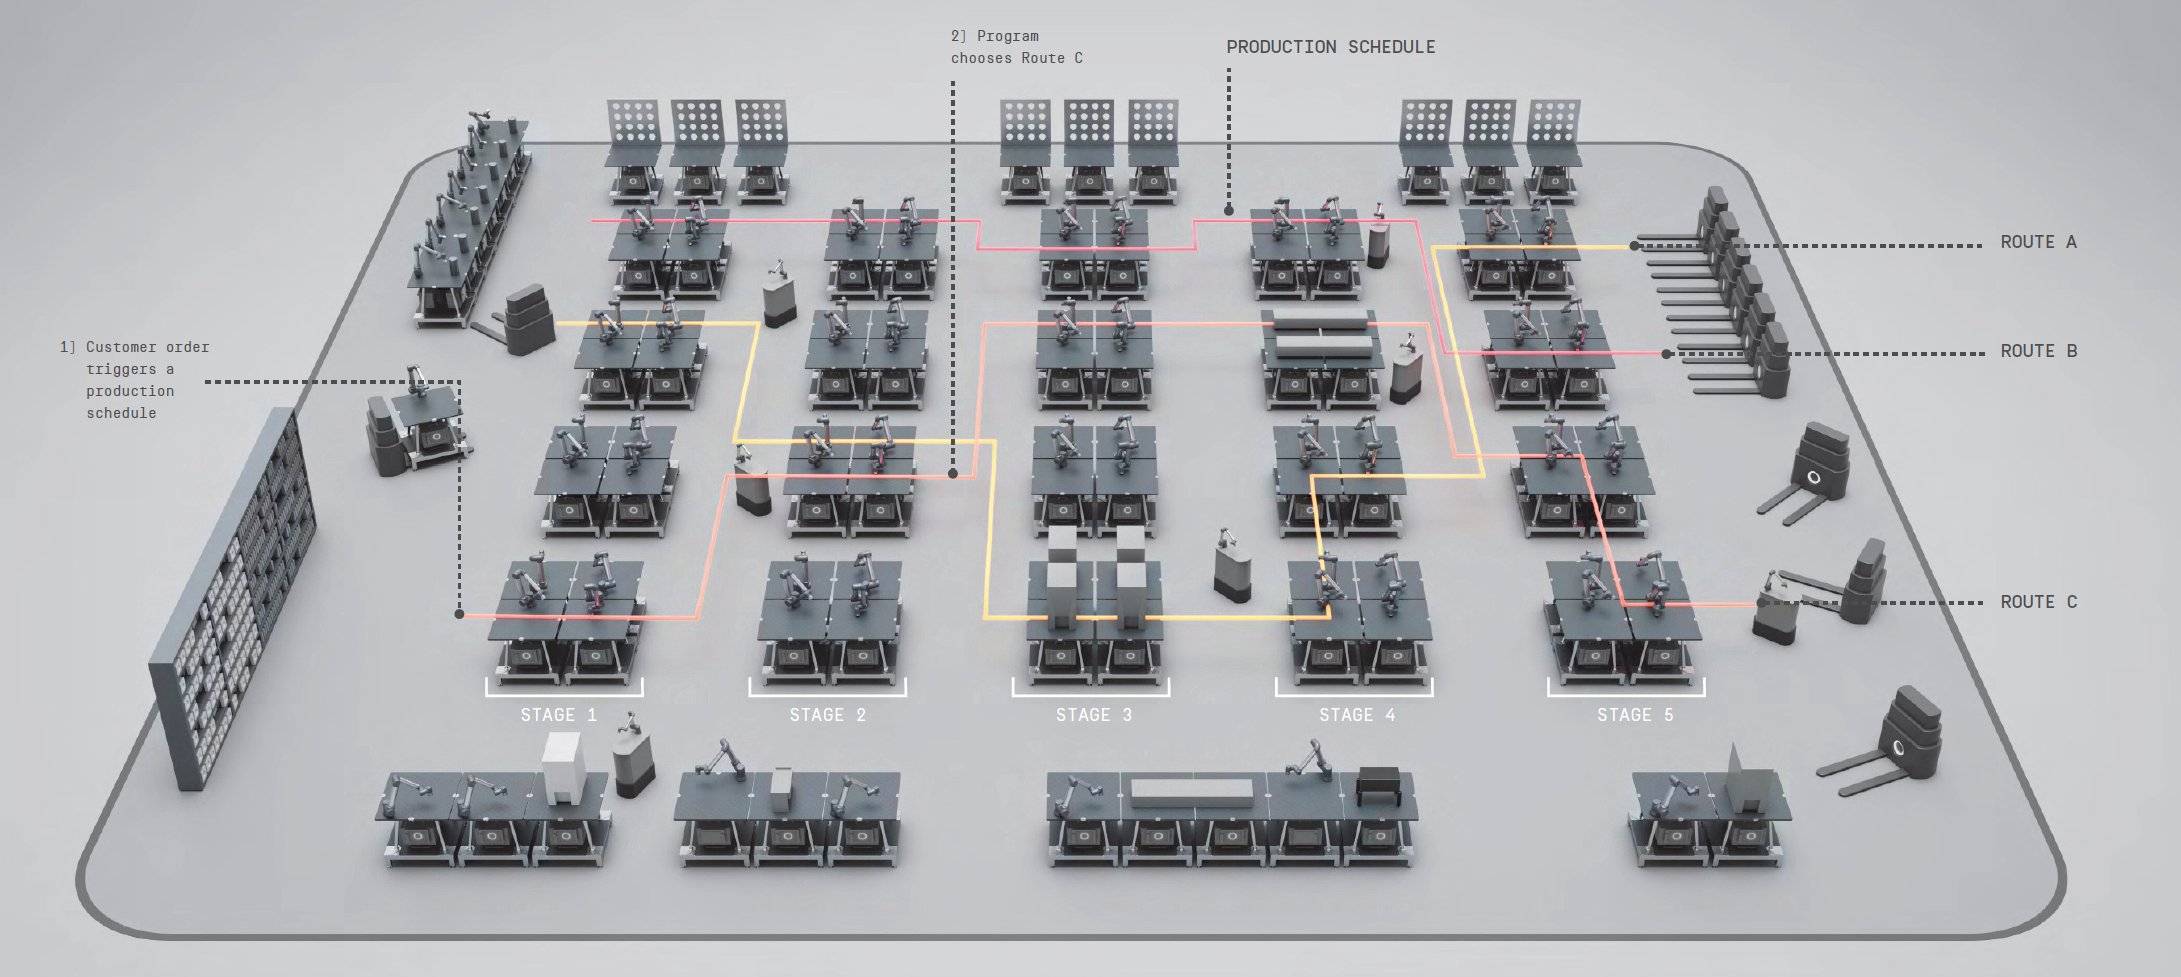 2] Program
chooses Route C
PRODUCTION SCHEDULE
ROUTE A
1] Customer order
triggers a
production
schedule
ROUTE B
ROUTE C
STAGE 1
STAGE 2
STAGE 3
STAGE 4
STAGE 5